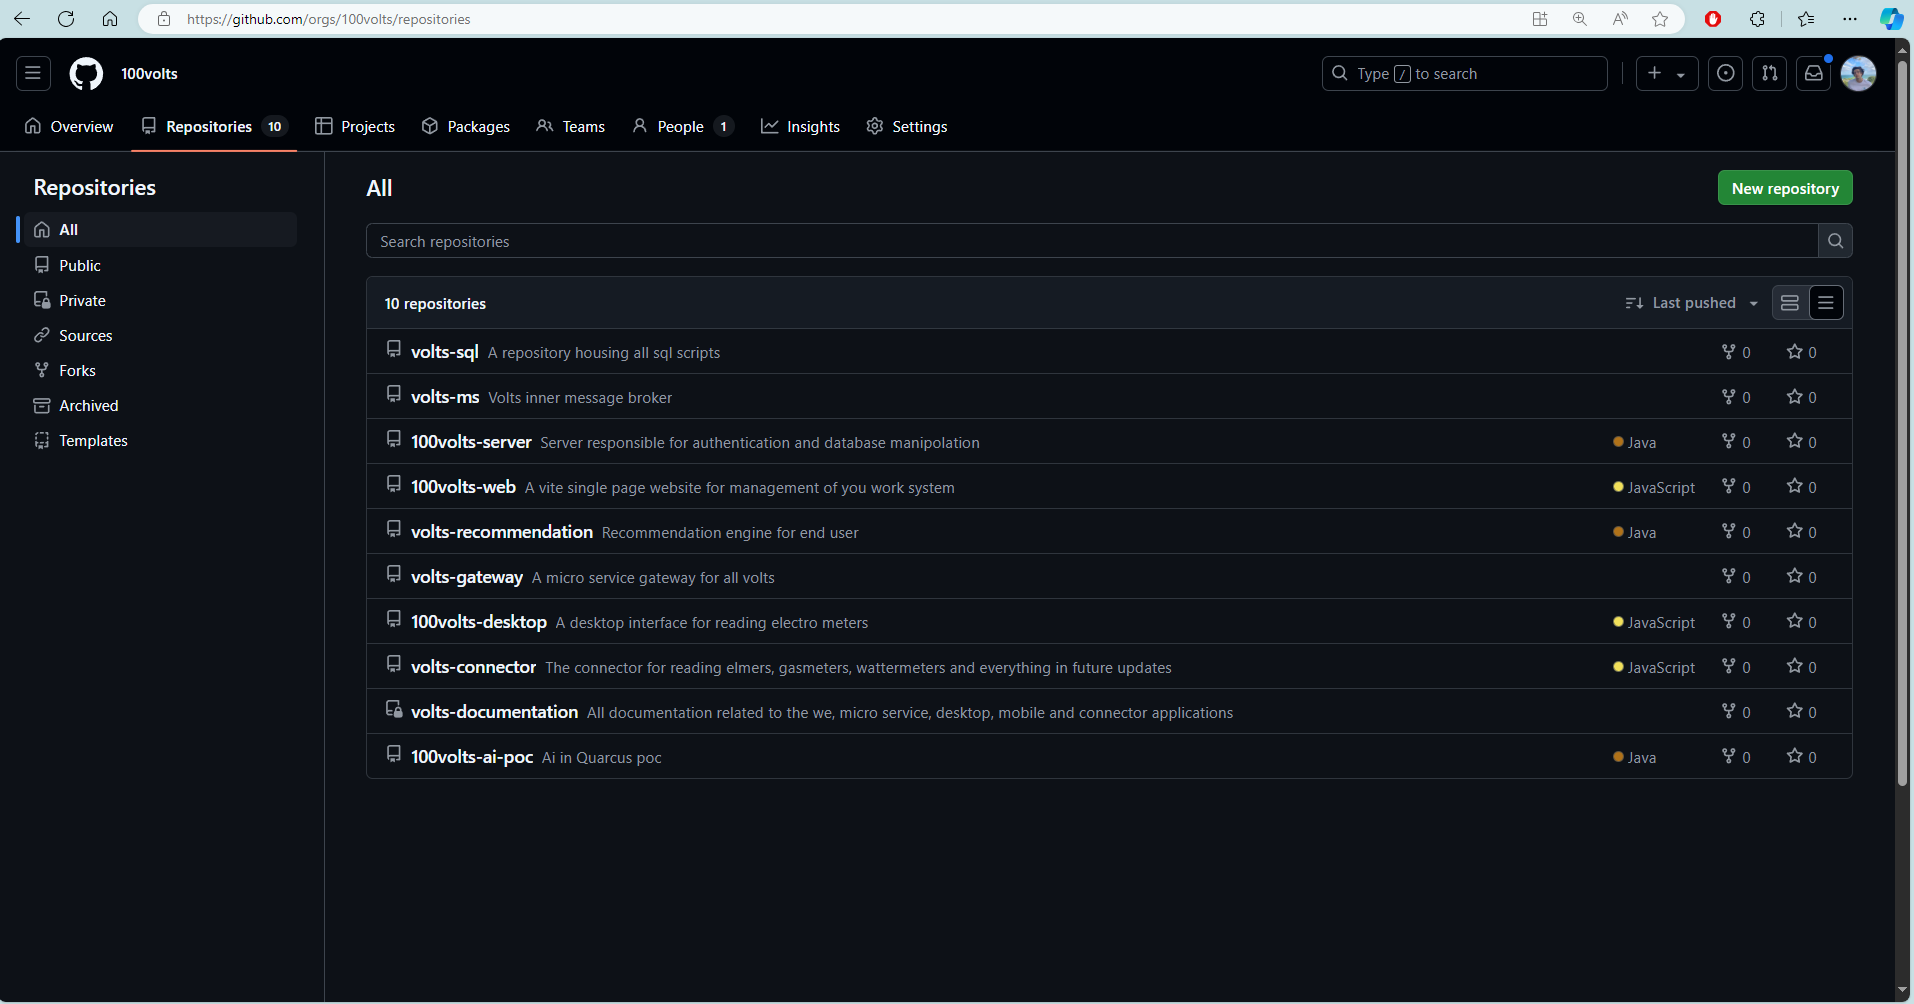 https://github.com/orgs/100volts/repositories
100volts
Type / to search
Overview
Repositories 10
Projects
Packages
Teams
People 1
Insights
Settings
Repositories
All
Public
Private
Sources
Forks
Archived
Templates
All
New repository
Search repositories
10 repositories
Last pushed
volts-sql A repository housing all sql scripts 0 0
volts-ms Volts inner message broker 0 0
100volts-server Server responsible for authentication and database manipolation Java 0 0
100volts-web A vite single page website for management of you work system JavaScript 0 0
volts-recommendation Recommendation engine for end user Java 0 0
volts-gateway A micro service gateway for all volts 0 0
100volts-desktop A desktop interface for reading electro meters JavaScript 0 0
volts-connector The connector for reading elmers, gasmeters, wattermeters and everything in future updates JavaScript 0 0
volts-documentation All documentation related to the we, micro service, desktop, mobile and connector applications 0 0
100volts-ai-poc Ai in Quarcus poc Java 0 0